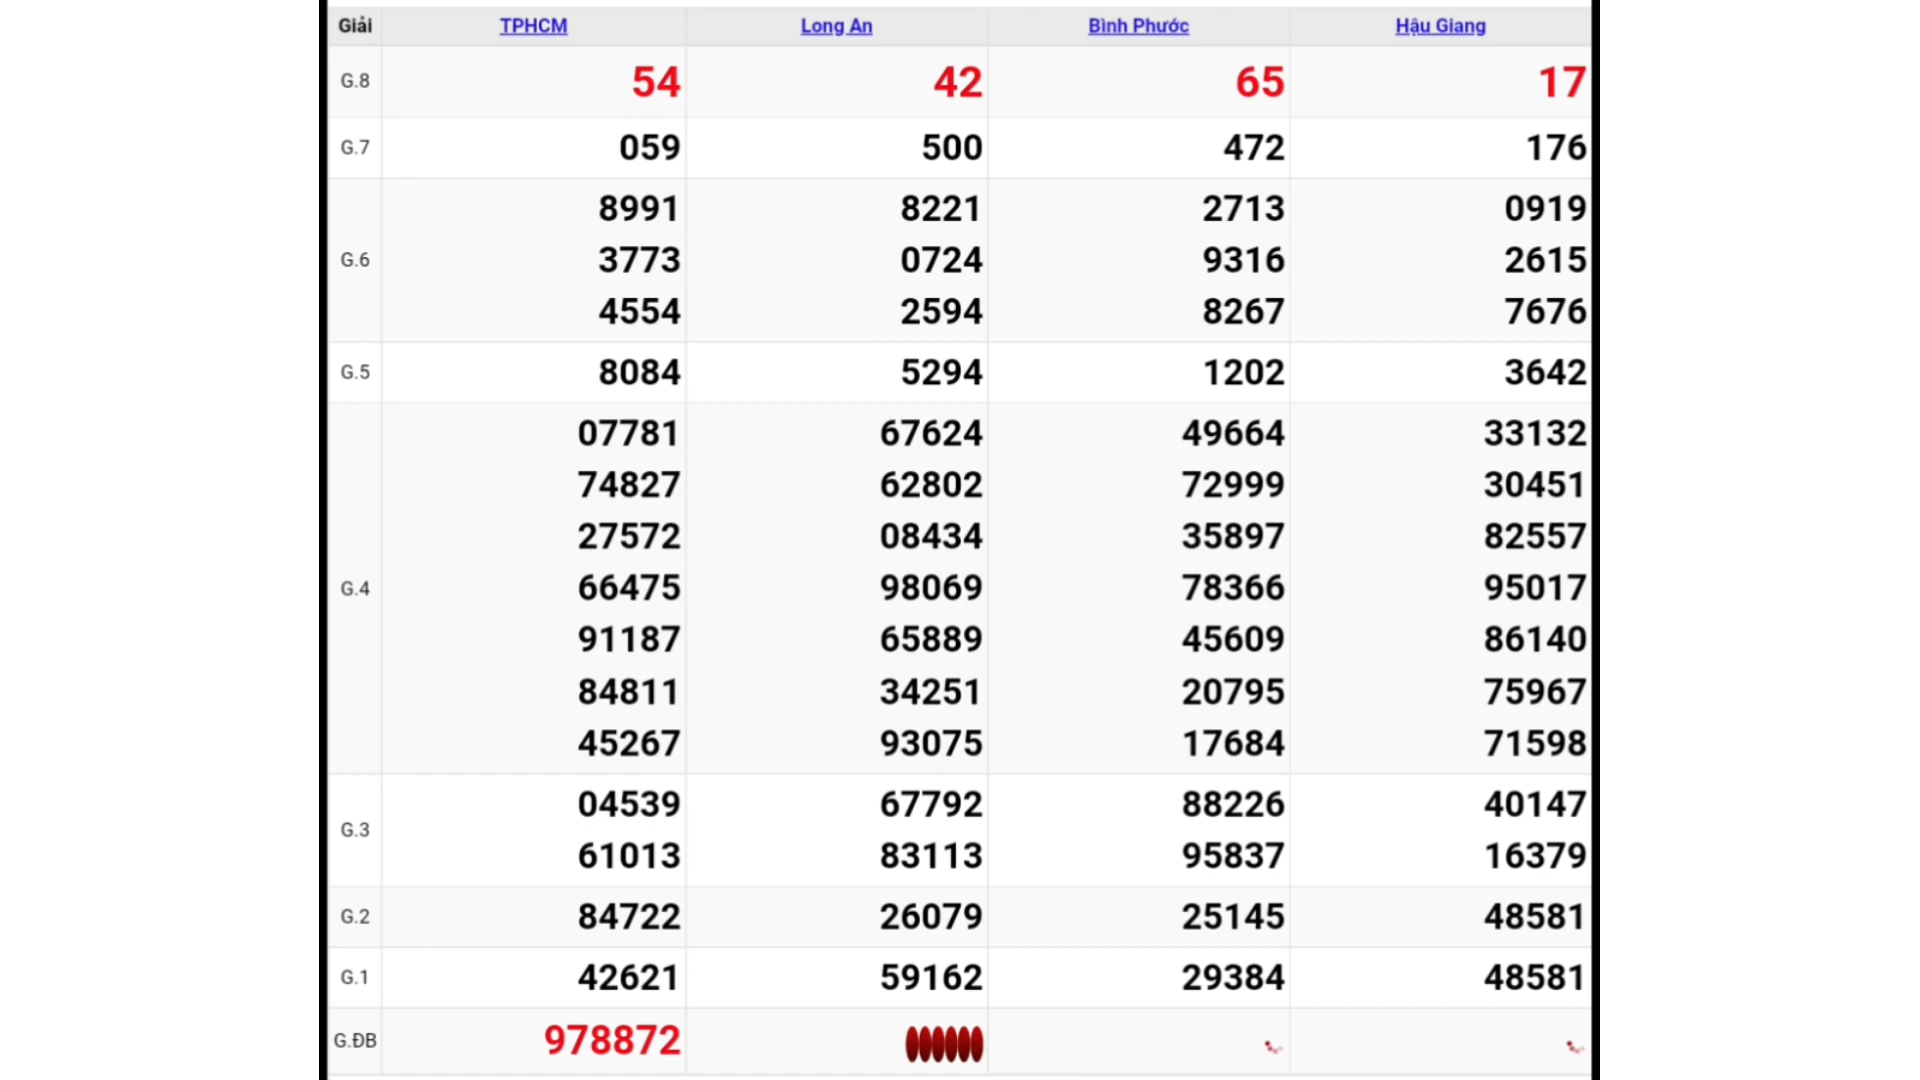 Giải TPHCM Long An Bình Phước Hậu Giang
G.8 54 42 65 17
G.7 059 500 472 176
8991 8221 2713 0919
G.6 3773 0724 9316 2615
4554 2594 8267 7676
G.5 8084 5294 1202 3642
07781 67624 49664 33132
74827 62802 72999 30451
27572 08434 35897 82557
G.4 66475 98069 78366 95017
91187 65889 45609 86140
84811 34251 20795 75967
45267 93075 17684 71598
04539 67792 88226 40147
G.3
61013 83113 95837 16379
G.2 84722 26079 25145 48581
G.1 42621 59162 29384 48581
G.ĐB 978872